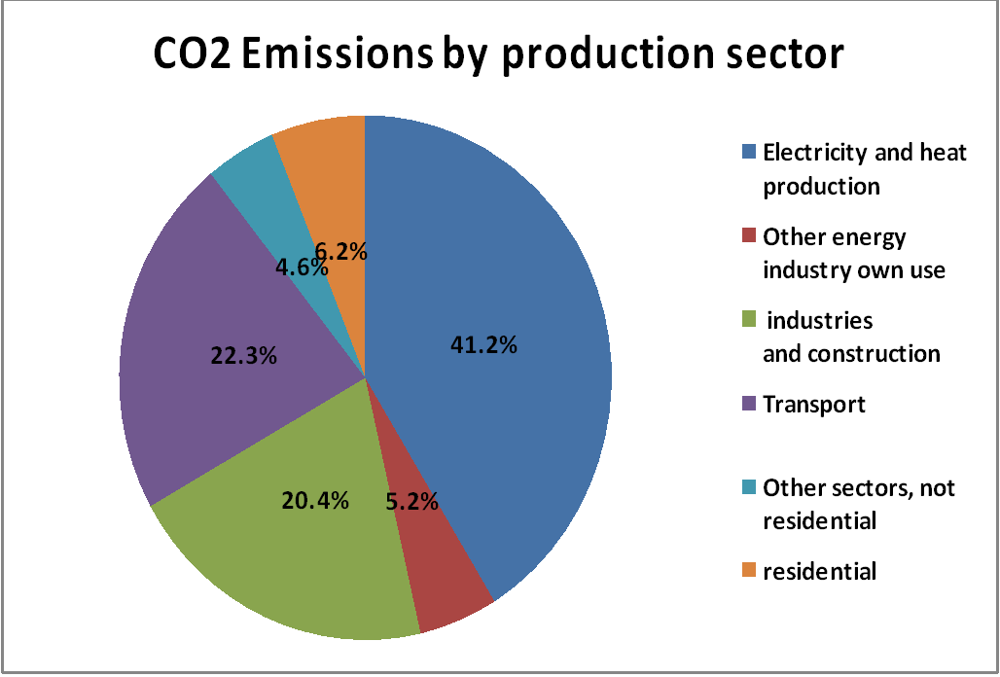 CO2 Emissions by production sector
6.2%
4.6%
41.2%
22.3%
20.4%
5.2%
Electricity and heat
production
Other energy
industry own use
industries
and construction
Transport
Other sectors, not
residential
residential